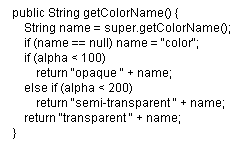 public String getColorName() {
String name = super.getColorName();
if (name == null) name = "color";
if (alpha < 100)
return "opaque " + name;
else if (alpha < 200)
return "semi-transparent " + name;
return "transparent " + name;
}